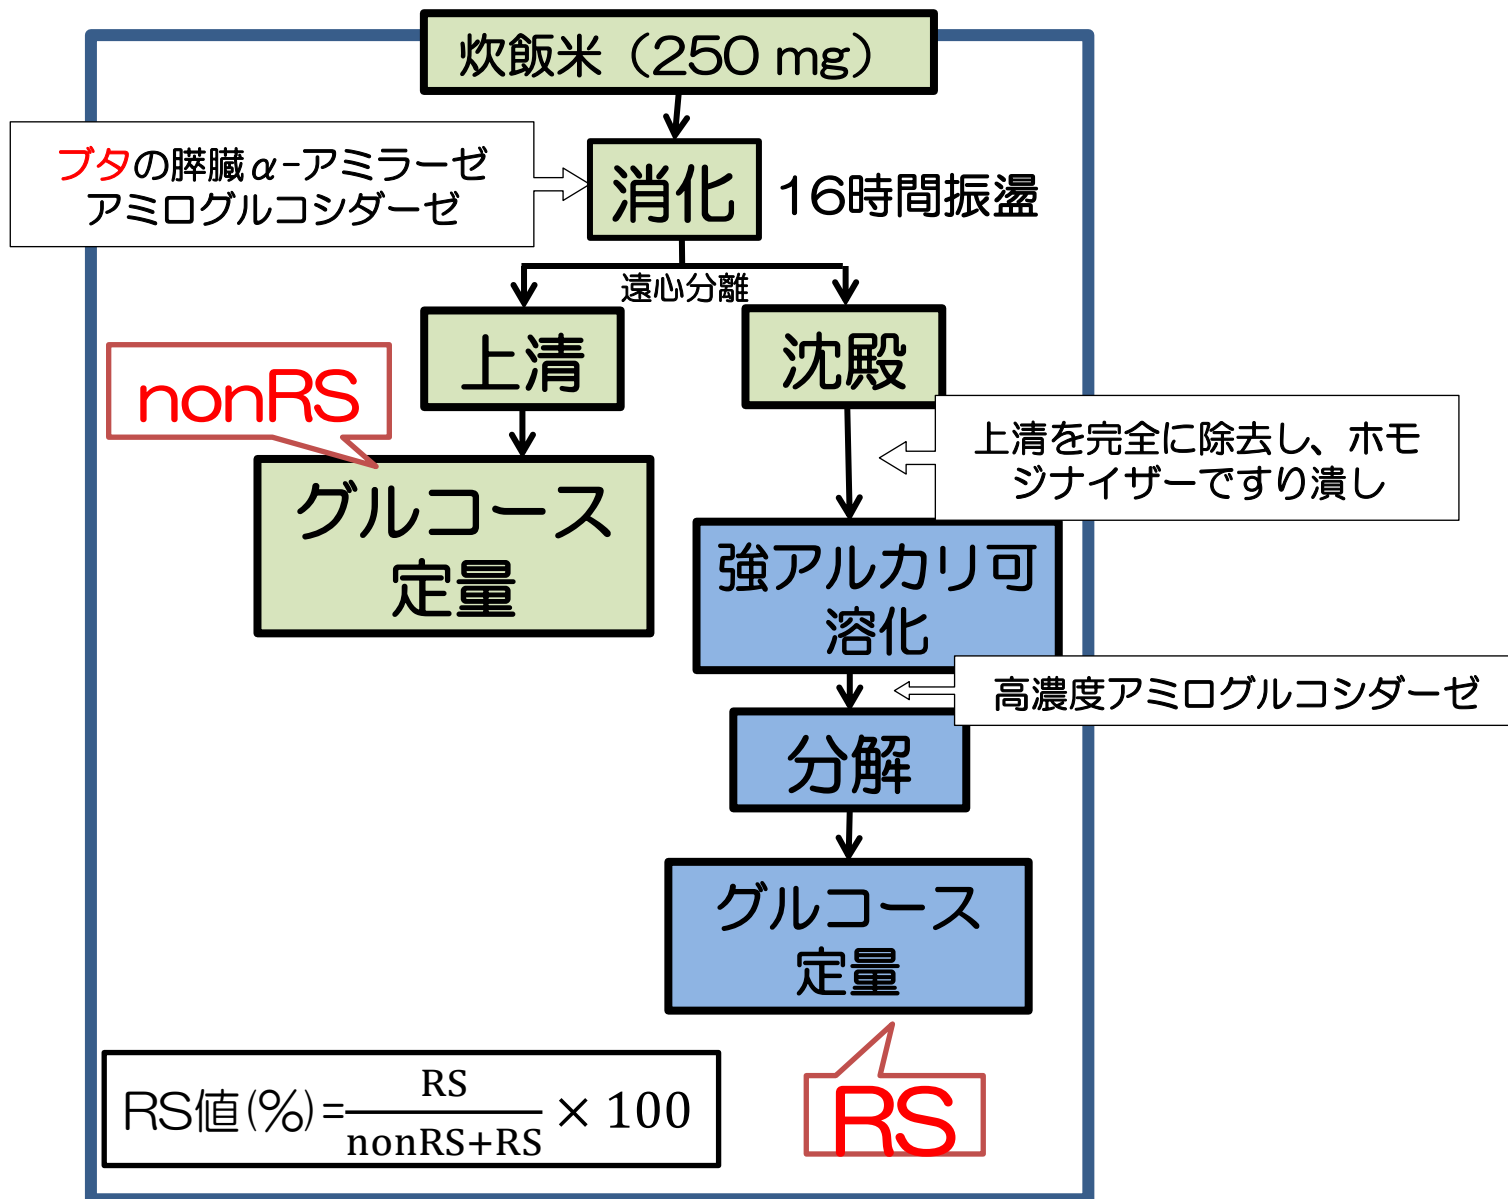 炊飯米（250 mg）
ブタの膵臓α-アミラーゼ
アミログルコシダーゼ
消化
16時間振盪
遠心分離
上清
沈殿
nonRS
上清を完全に除去し、ホモ
ジナイザーですり潰し
グルコース
定量
強アルカリ可
溶化
高濃度アミログルコシダーゼ
分解
グルコース
定量
RS
RS値(%)=RS/nonRS+RS × 100